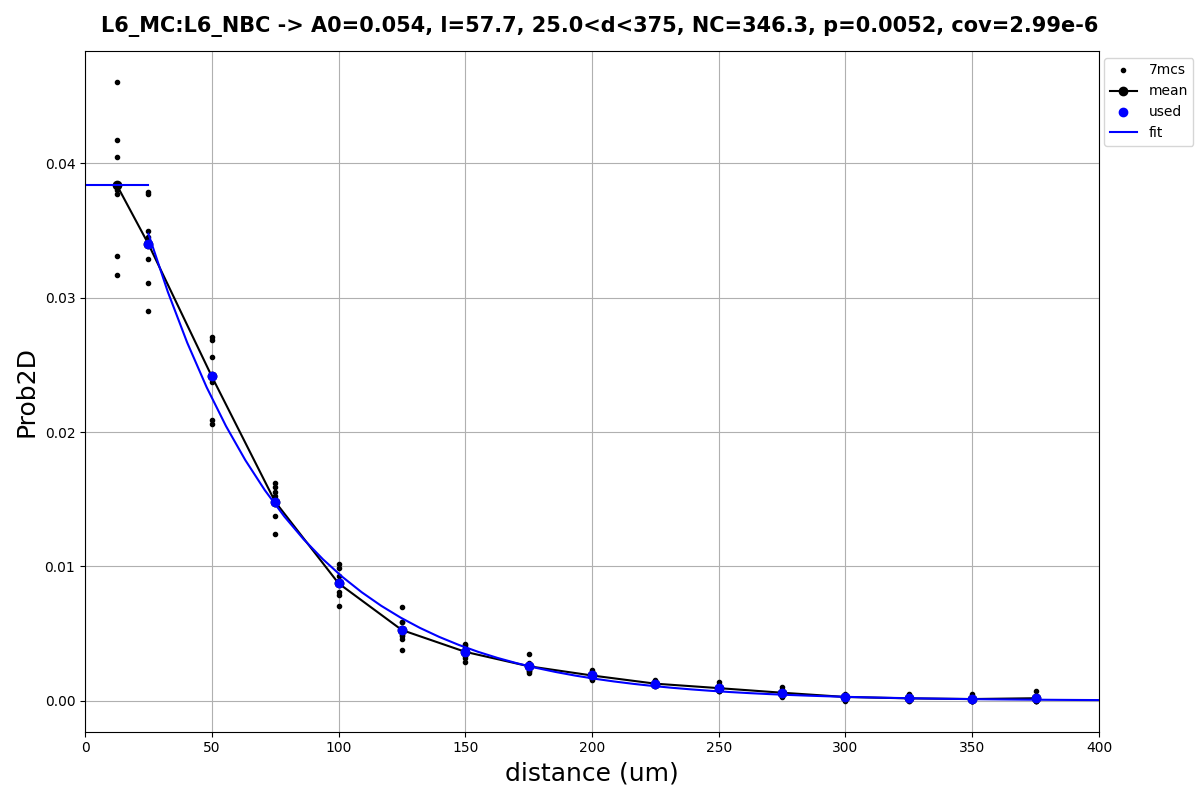 L6_MC:L6_NBC -> A0=0.054, l=57.7, 25.0<d<375, NC=346.3, p=0.0052, cov=2.99e-6
7mcs
mean
used
fit
Prob2D
0.04
0.03
0.02
0.01
0.00
0 50 100 150 200 250 300 350 400
distance (um)